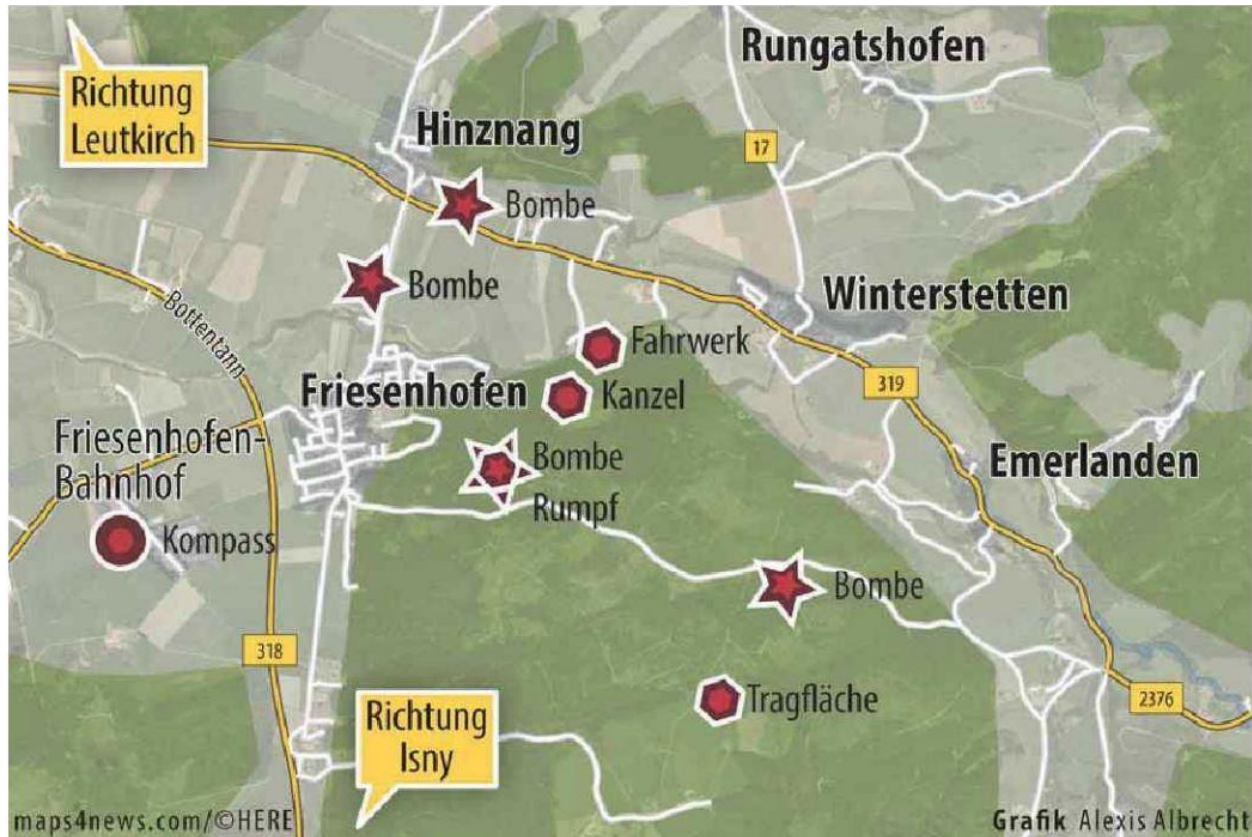 Richtung
Leutkirch
Rungatshofen
Hinznang
17
Bombe
Bombe
Bottentann
Winterstetten
Fahrwerk
319
Friesenhofen
Kanzel
Friesenhofen-
Bahnhof
Bombe
Rumpf
Emerlanden
Kompass
Bombe
318
Tragfläche
2376
Richtung
Isny
maps4news.com/©HERE
Grafik Alexis Albrecht